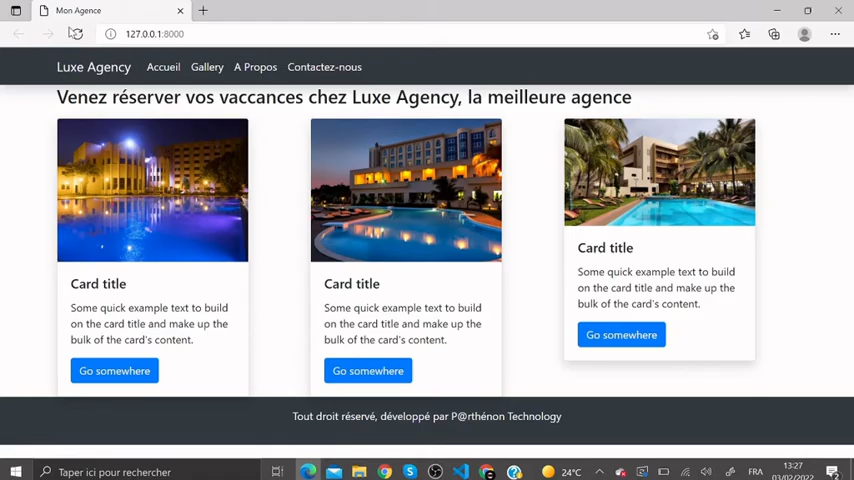 Mon Agence
127.0.0.1:8000
Luxe Agency Accueil Gallery A Propos Contactez-nous
Venez réserver vos vaccances chez Luxe Agency, la meilleure agence
Card title
Some quick example text to build
on the card title and make up the
bulk of the card's content.
Go somewhere
Card title
Some quick example text to build
on the card title and make up the
bulk of the card's content.
Go somewhere
Card title
Some quick example text to build
on the card title and make up the
bulk of the card's content.
Go somewhere
Tout droit réservé, développé par P@rthénon Technology
Taper ici pour rechercher
24°C
FRA
13:27
03/02/2022
2